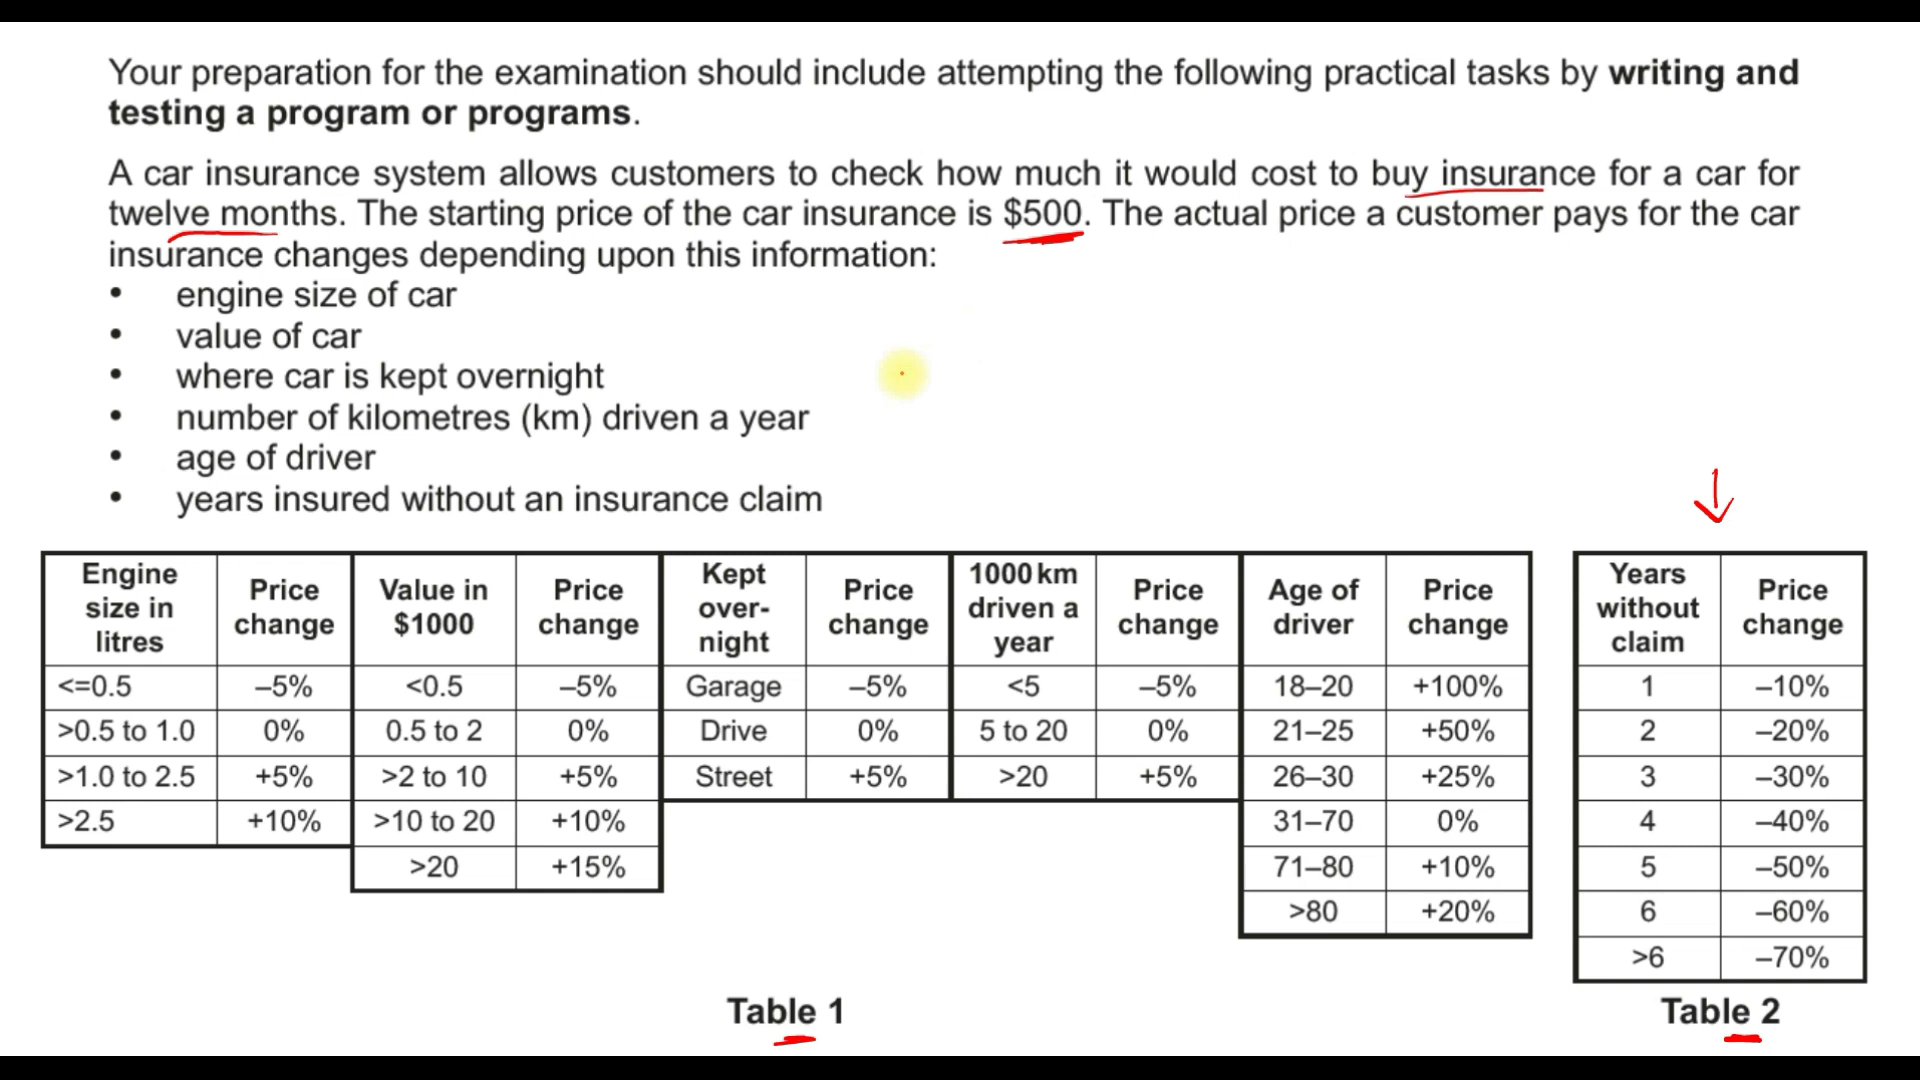 Your preparation for the examination should include attempting the following practical tasks by writing and
testing a program or programs.
A car insurance system allows customers to check how much it would cost to buy insurance for a car for
twelve months. The starting price of the car insurance is $500. The actual price a customer pays for the car
insurance changes depending upon this information:
• engine size of car
• value of car
• where car is kept overnight
• number of kilometres (km) driven a year
• age of driver
• years insured without an insurance claim
Engine size in litres | Price change | Value in $1000 | Price change | Kept over-night | Price change | 1000 km driven a year | Price change | Age of driver | Price change | Years without claim | Price change
<=0.5 | –5% | <0.5 | –5% | Garage | –5% | <5 | –5% | 18–20 | +100% | 1 | –10%
>0.5 to 1.0 | 0% | 0.5 to 2 | 0% | Drive | 0% | 5 to 20 | 0% | 21–25 | +50% | 2 | –20%
>1.0 to 2.5 | +5% | >2 to 10 | +5% | Street | +5% | >20 | +5% | 26–30 | +25% | 3 | –30%
>2.5 | +10% | >10 to 20 | +10% | 31–70 | 0% | 4 | –40%
>20 | +15% | 71–80 | +10% | 5 | –50%
>80 | +20% | 6 | –60%
>6 | –70%
Table 1 Table 2